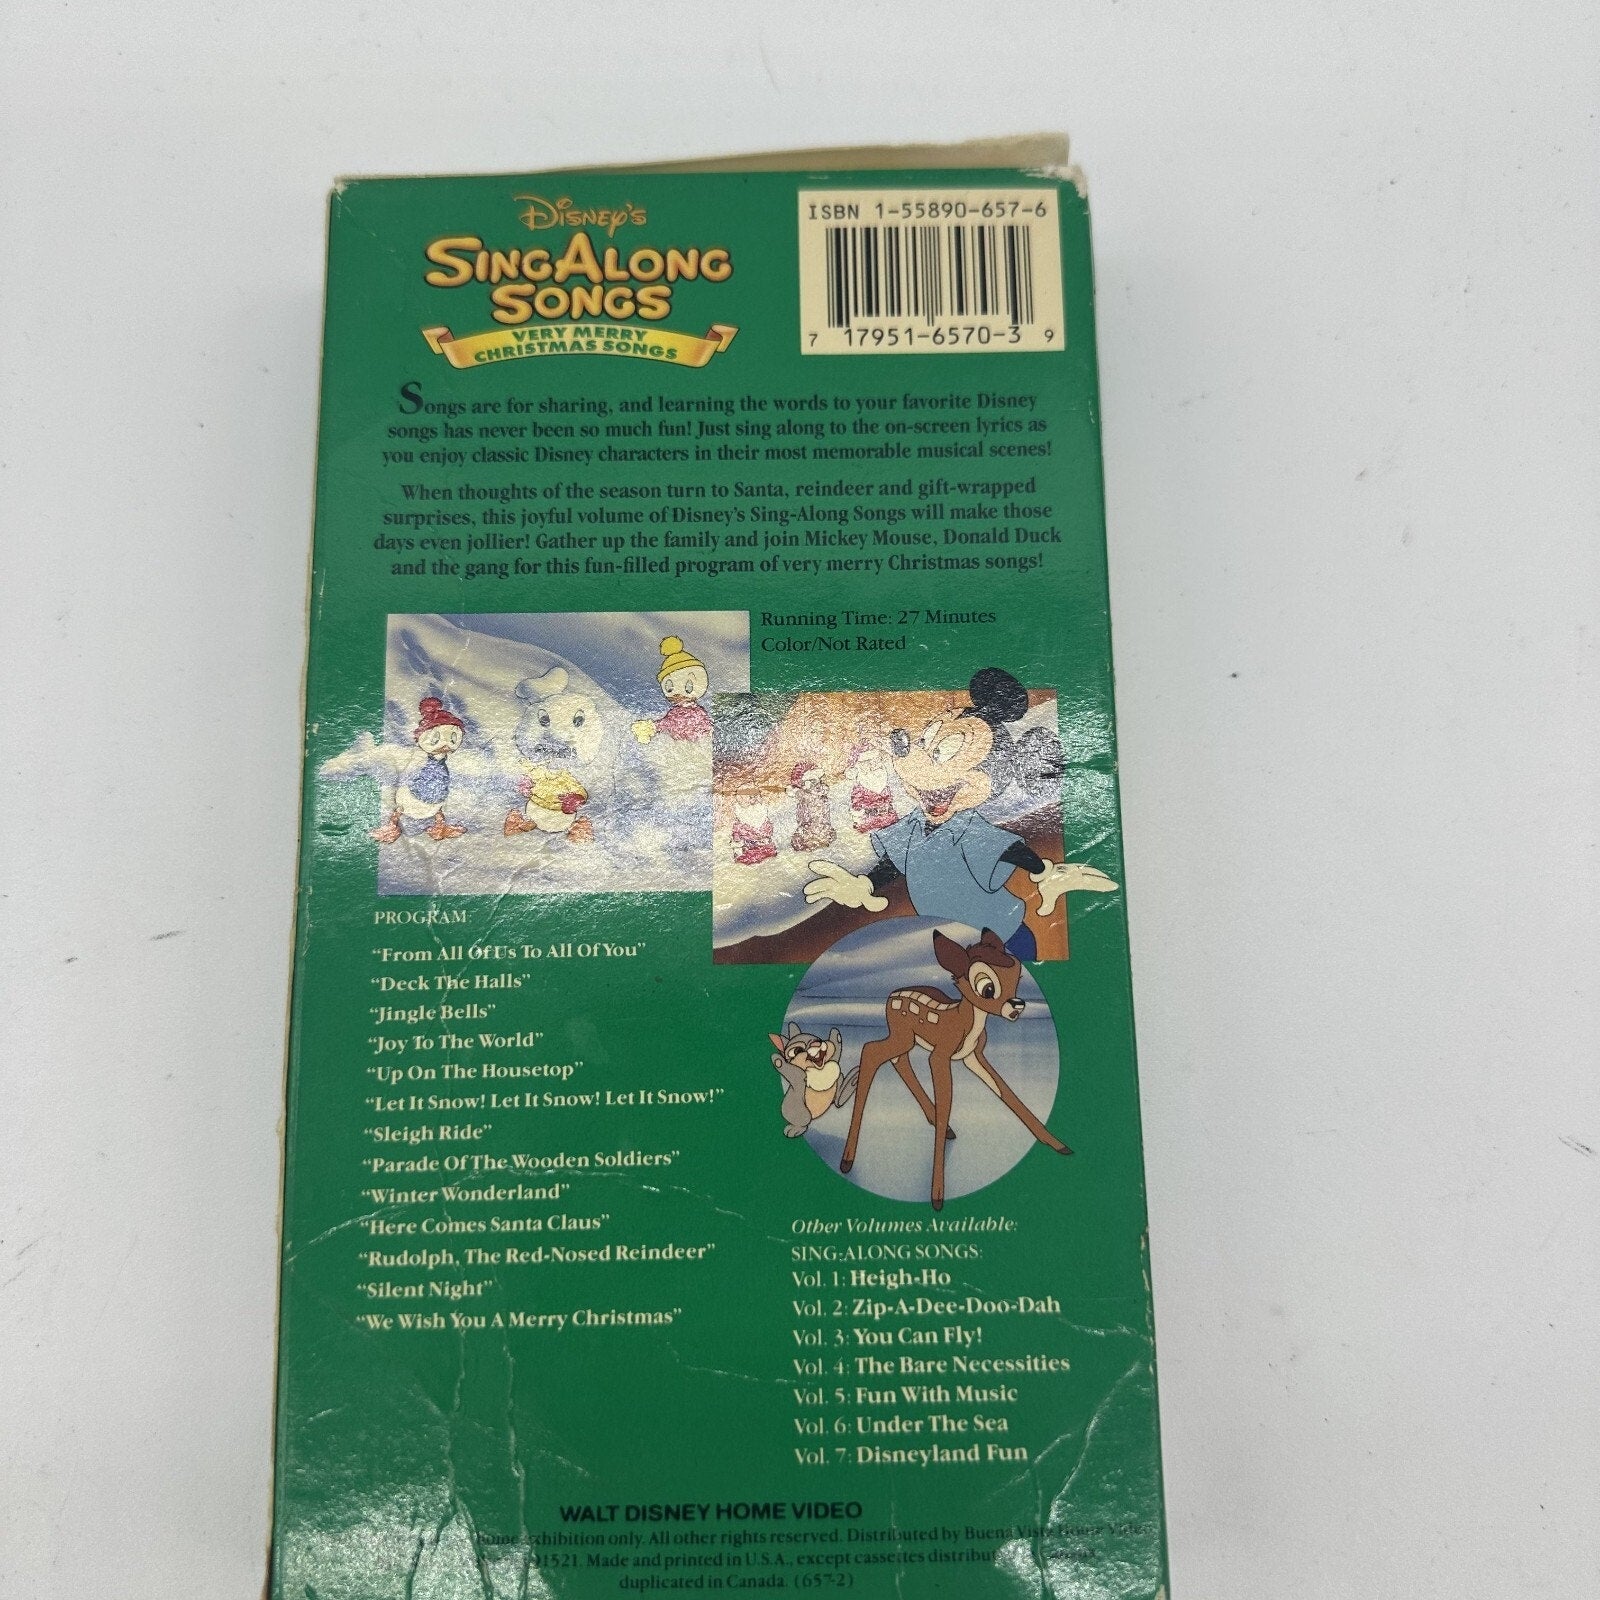 DISNEY'S
SING ALONG
SONGS
VERY MERRY
CHRISTMAS SONGS
ISBN 1-55890-657-6
7 17951-6570-3 9
Songs are for sharing, and learning the words to your favorite Disney
songs has never been so much fun! Just sing along to the on-screen lyrics as
you enjoy classic Disney characters in their most memorable musical scenes!
When thoughts of the season turn to Santa, reindeer and gift-wrapped
surprises, this joyful volume of Disney's Sing-Along Songs will make those
days even jollier! Gather up the family and join Mickey Mouse, Donald Duck
and the gang for this fun-filled program of very merry Christmas songs!
Running Time: 27 Minutes
Color/Not Rated
PROGRAM:
"From All Of Us To All Of You"
"Deck The Halls"
"Jingle Bells"
"Joy To The World"
"Up On The Housetop"
"Let It Snow! Let It Snow! Let It Snow!"
"Sleigh Ride"
"Parade Of The Wooden Soldiers"
"Winter Wonderland"
"Here Comes Santa Claus"
"Rudolph, The Red-Nosed Reindeer"
"Silent Night"
"We Wish You A Merry Christmas"
Other Volumes Available:
SING-ALONG SONGS:
Vol. 1: Heigh-Ho
Vol. 2: Zip-A-Dee-Doo-Dah
Vol. 3: You Can Fly!
Vol. 4: The Bare Necessities
Vol. 5: Fun With Music
Vol. 6: Under The Sea
Vol. 7: Disneyland Fun
WALT DISNEY HOME VIDEO
home exhibition only. All other rights reserved. Distributed by Buena Vista Home Video
91521. Made and printed in U.S.A., except cassettes
duplicated in Canada. (657-2)